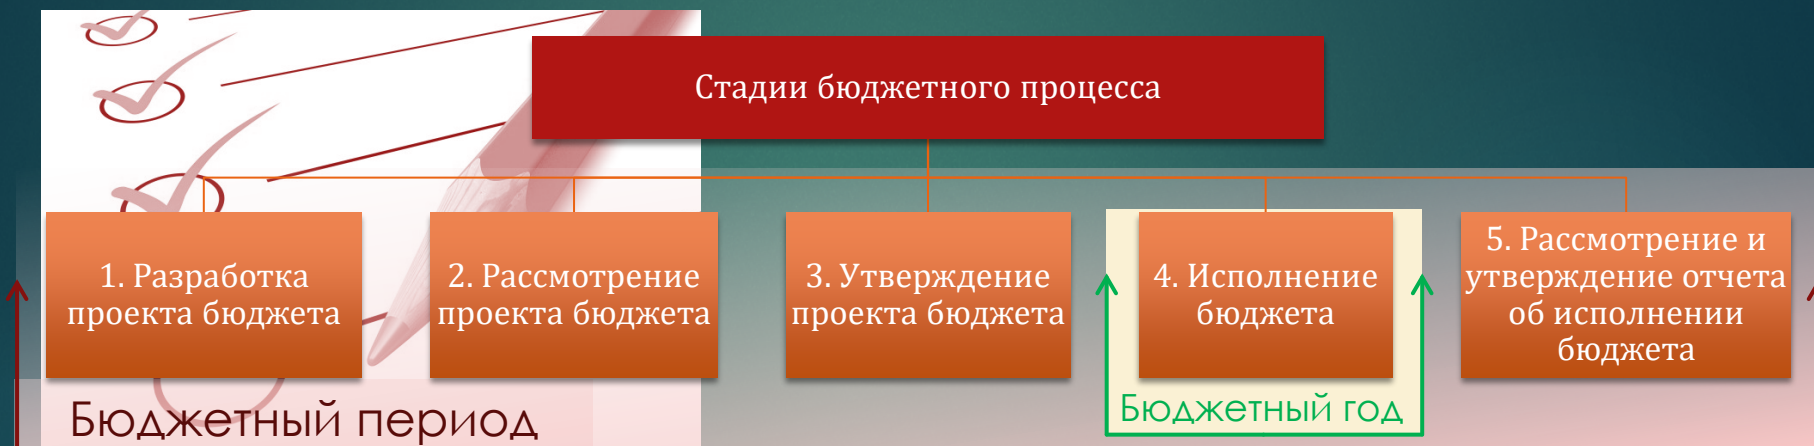 Стадии бюджетного процесса
1. Разработка
проекта бюджета
2. Рассмотрение
проекта бюджета
3. Утверждение
проекта бюджета
4. Исполнение
бюджета
5. Рассмотрение и
утверждение отчета
об исполнении
бюджета
Бюджетный период
Бюджетный год